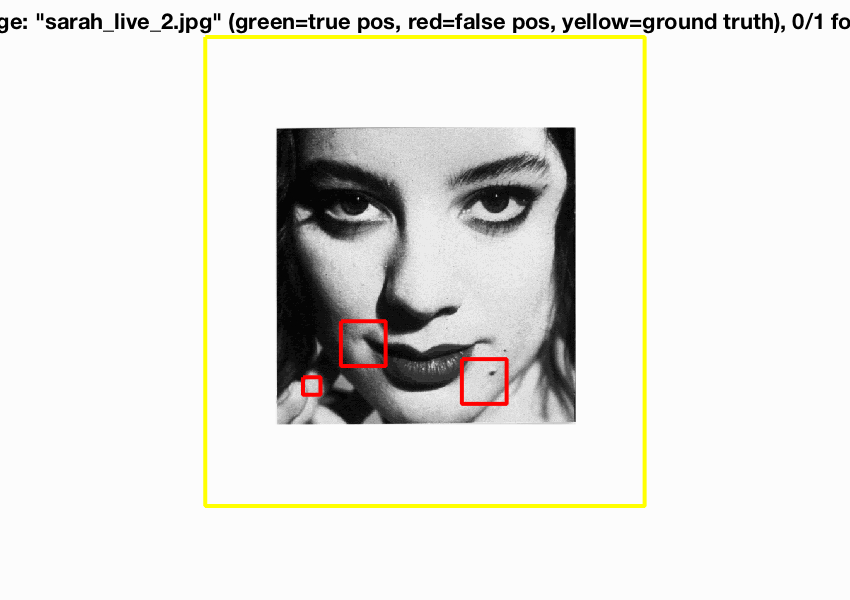 ge: "sarah_live_2.jpg" (green=true pos, red=false pos, yellow=ground truth), 0/1 fo